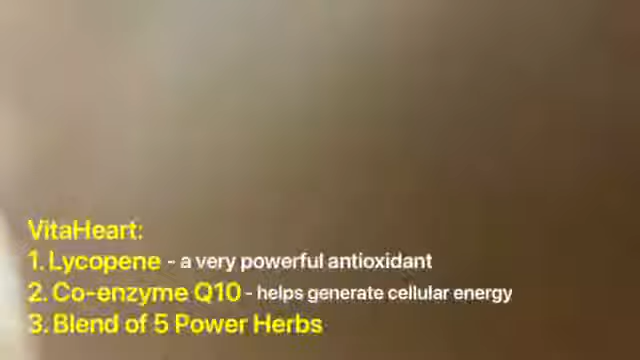 VitaHeart:
1. Lycopene - a very powerful antioxidant
2. Co-enzyme Q10 - helps generate cellular energy
3. Blend of 5 Power Herbs